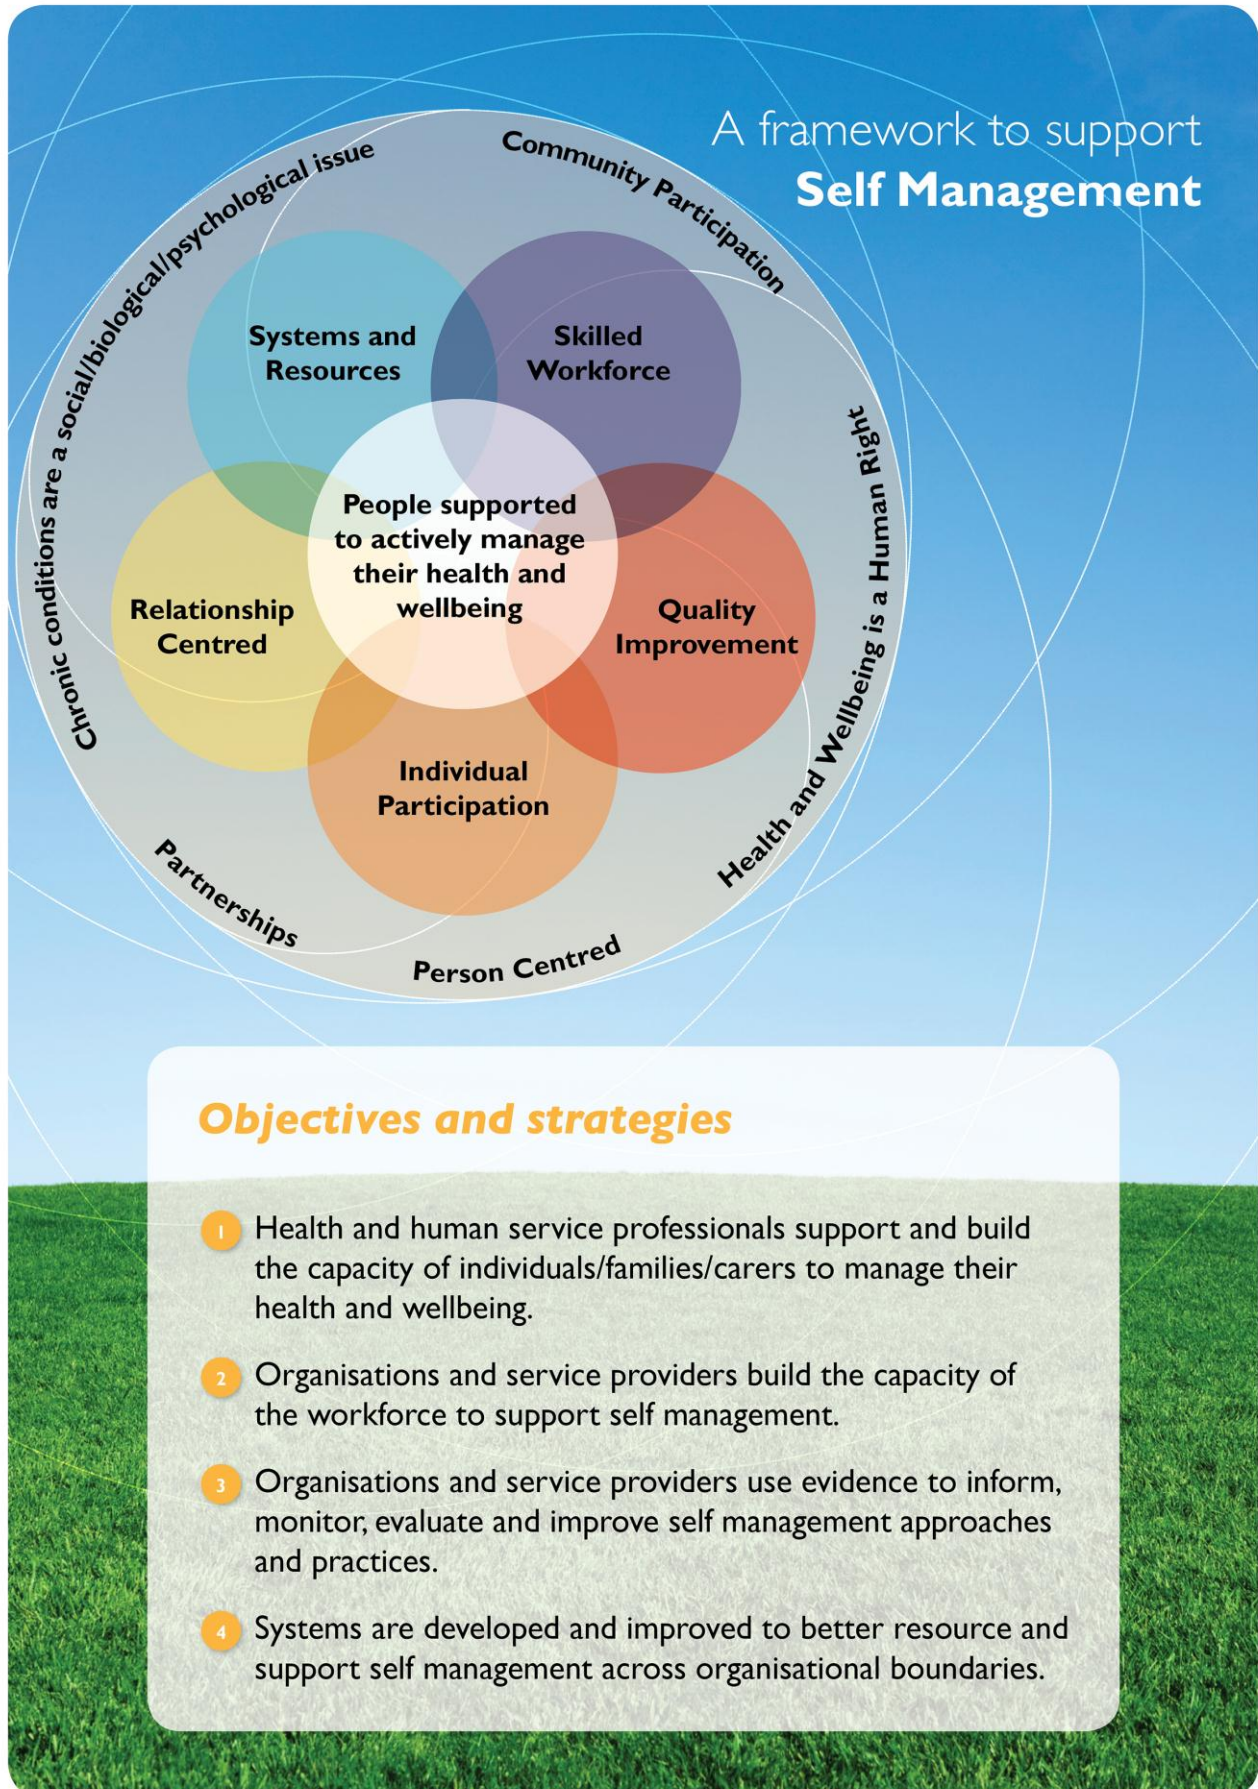 A framework to support
Self Management
Chronic conditions are a social/biological/psychological issue
Community Participation
Health and Wellbeing is a Human Right
Person Centred
Partnerships
Systems and
Resources
Skilled
Workforce
People supported
to actively manage
their health and
wellbeing
Relationship
Centred
Quality
Improvement
Individual
Participation
Objectives and strategies
1 Health and human service professionals support and build
the capacity of individuals/families/carers to manage their
health and wellbeing.
2 Organisations and service providers build the capacity of
the workforce to support self management.
3 Organisations and service providers use evidence to inform,
monitor, evaluate and improve self management approaches
and practices.
4 Systems are developed and improved to better resource and
support self management across organisational boundaries.